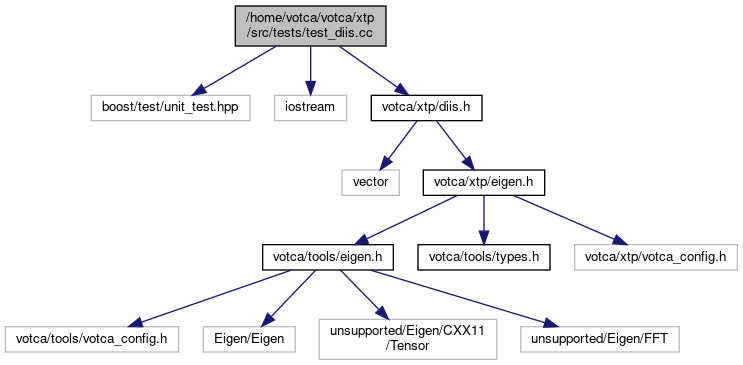 /home/votca/votca/xtp
/src/tests/test_diis.cc
boost/test/unit_test.hpp
iostream
votca/xtp/diis.h
vector
votca/xtp/eigen.h
votca/tools/eigen.h
votca/tools/types.h
votca/xtp/votca_config.h
votca/tools/votca_config.h
Eigen/Eigen
unsupported/Eigen/CXX11
/Tensor
unsupported/Eigen/FFT